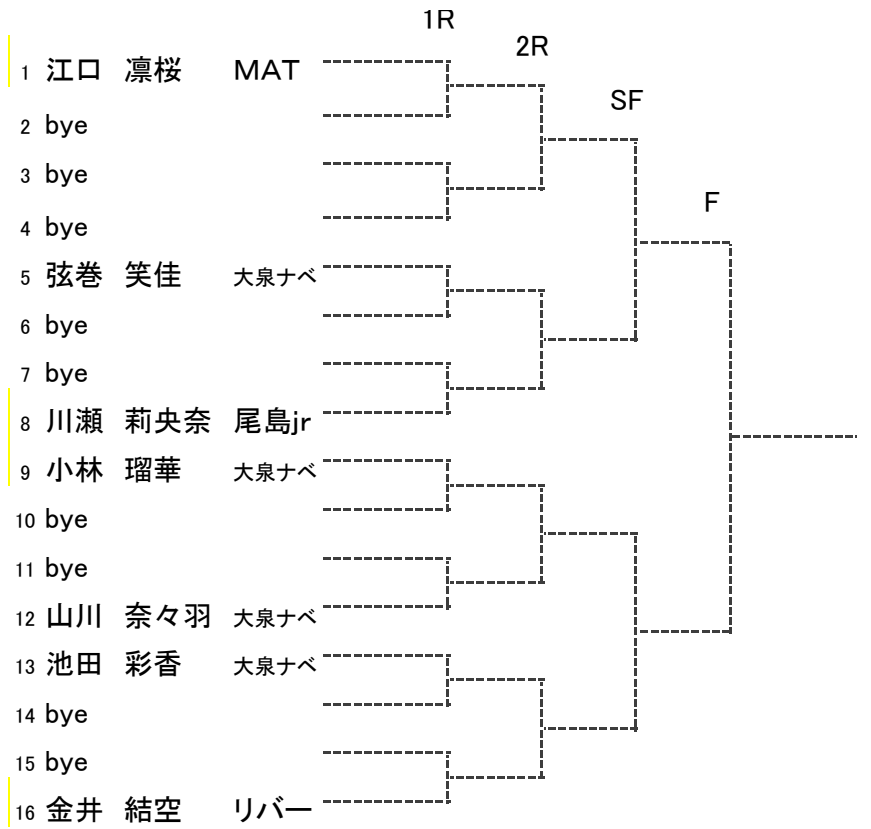 1R
2R
SF
F
1 江口 凛桜 MAT
2 bye
3 bye
4 bye
5 弦巻 笑佳 大泉ナベ
6 bye
7 bye
8 川瀬 莉央奈 尾島jr
9 小林 瑠華 大泉ナベ
10 bye
11 bye
12 山川 奈々羽 大泉ナベ
13 池田 彩香 大泉ナベ
14 bye
15 bye
16 金井 結空 リバー